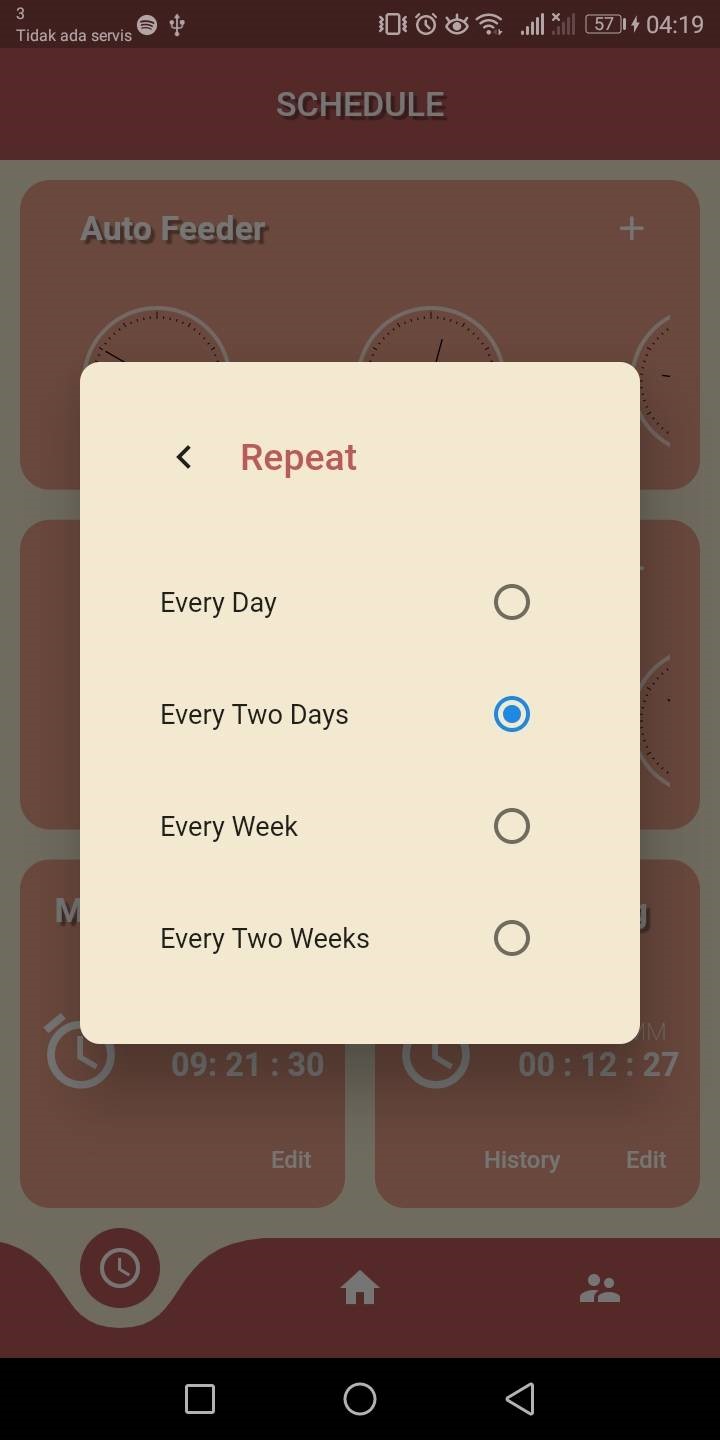 3
Tidak ada servis
57
04:19
SCHEDULE
Auto Feeder
+
Repeat
Every Day
Every Two Days
Every Week
Every Two Weeks
09: 21 : 30
00 : 12 : 27
Edit
History
Edit